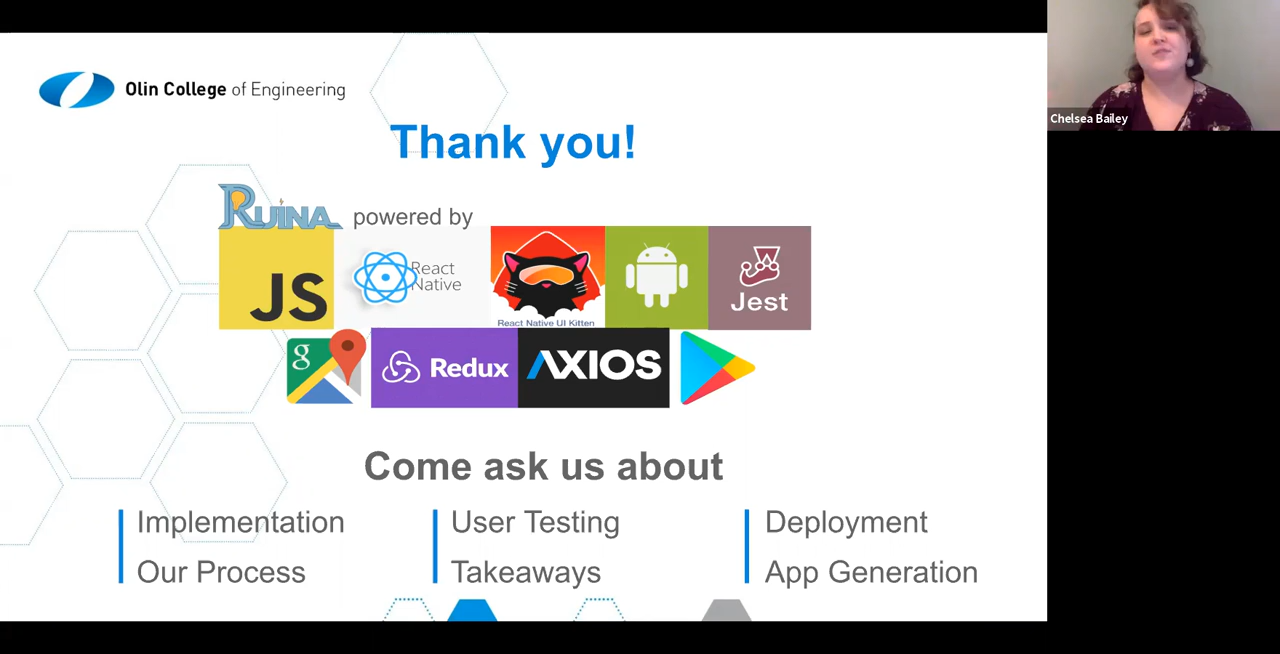 Olin College of Engineering
Chelsea Bailey
Thank you!
RUINA powered by
JS
React
Native
React Native UI Kitten
Jest
g
Redux
AXIOS
Come ask us about
Implementation
Our Process
User Testing
Takeaways
Deployment
App Generation